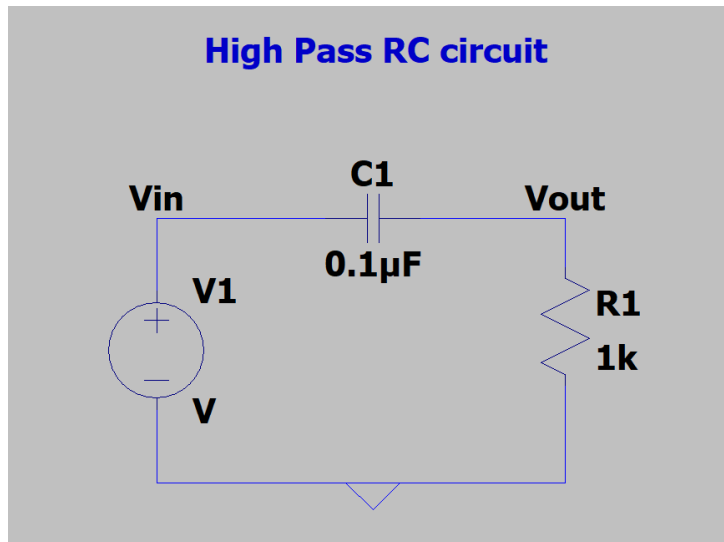 High Pass RC circuit
C1
Vin
Vout
0.1µF
V1
R1
1k
V